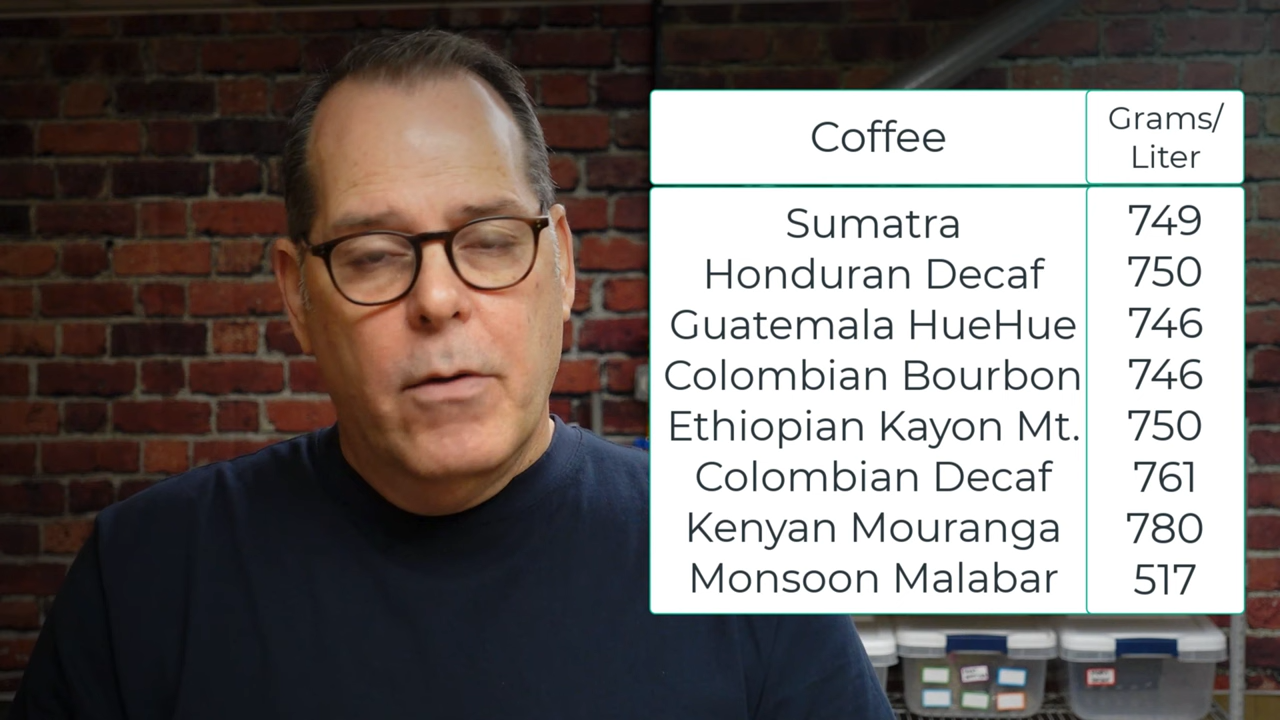 Coffee
Grams/
Liter
Sumatra 749
Honduran Decaf 750
Guatemala HueHue 746
Colombian Bourbon 746
Ethiopian Kayon Mt. 750
Colombian Decaf 761
Kenyan Mouranga 780
Monsoon Malabar 517